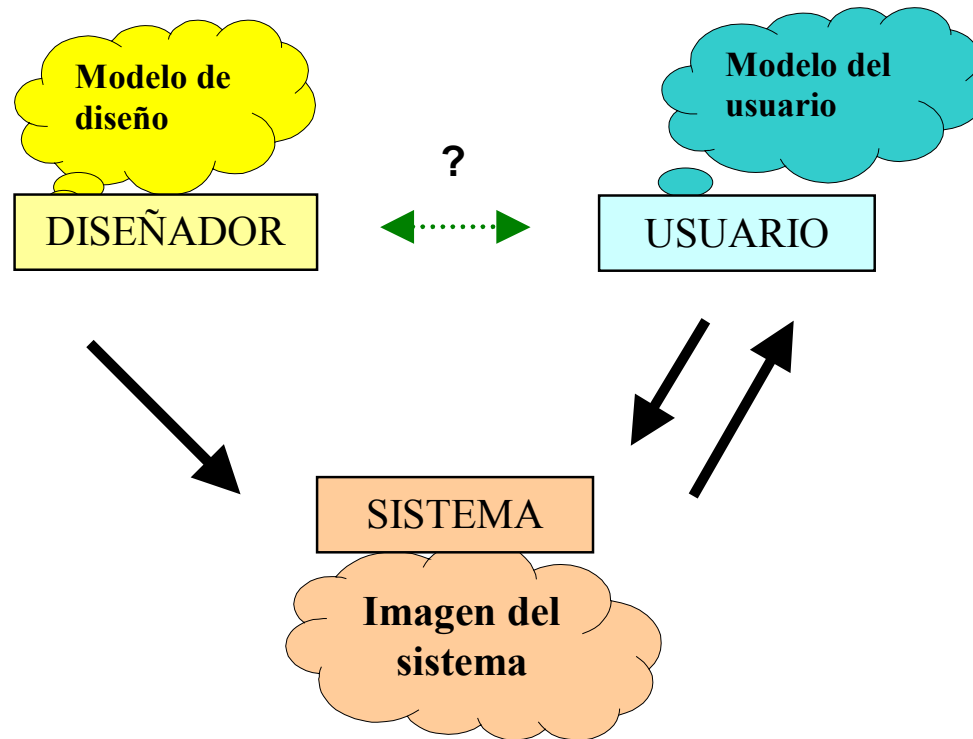 Modelo de
diseño
Modelo del
usuario
?
DISEÑADOR
USUARIO
SISTEMA
Imagen del
sistema